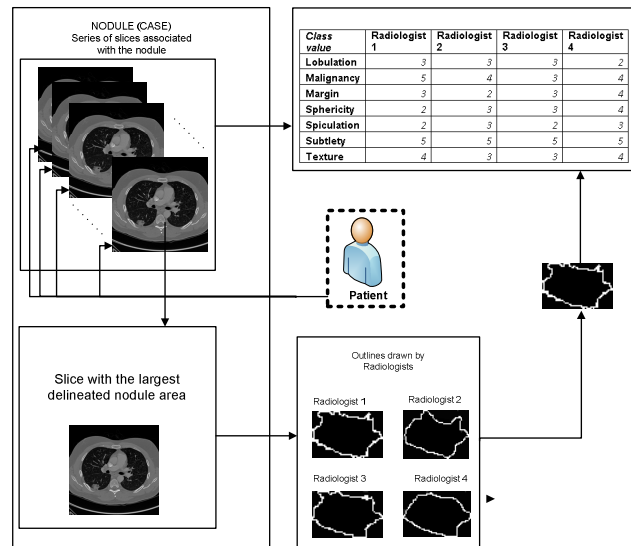 NODULE (CASE)
Series of slices associated
with the nodule
Class value Radiologist 1 Radiologist 2 Radiologist 3 Radiologist 4
Lobulation 3 3 3 2
Malignancy 5 4 3 4
Margin 3 2 3 4
Sphericity 2 3 3 4
Spiculation 2 3 2 3
Subtlety 5 5 5 5
Texture 4 3 3 4
Patient
Slice with the largest
delineated nodule area
Outlines drawn by
Radiologists
Radiologist 1 Radiologist 2
Radiologist 3 Radiologist 4